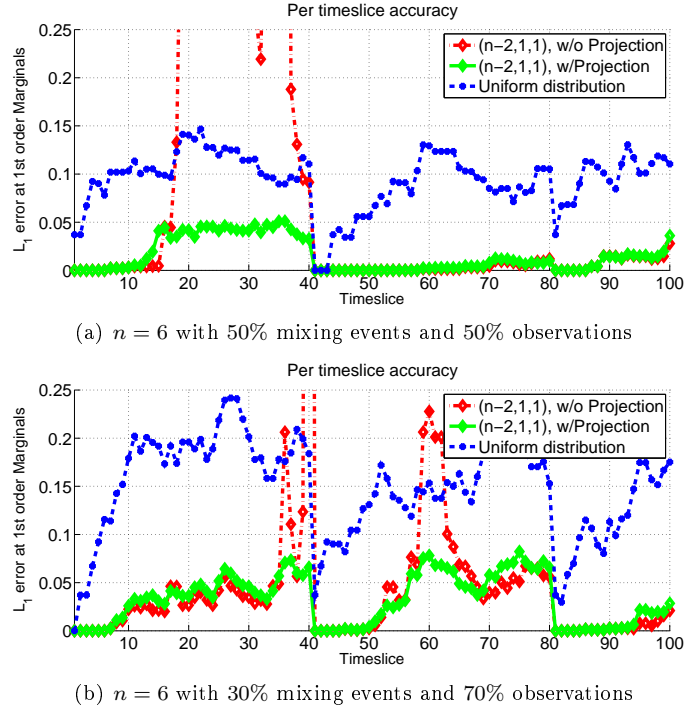 Per timeslice accuracy
0.25
0.2
0.15
0.1
0.05
0
L1 error at 1st order Marginals
(n-2,1,1), w/o Projection
(n-2,1,1), w/Projection
Uniform distribution
10 20 30 40 50 60 70 80 90 100
Timeslice
(a) n = 6 with 50% mixing events and 50% observations
Per timeslice accuracy
0.25
0.2
0.15
0.1
0.05
0
L1 error at 1st order Marginals
(n-2,1,1), w/o Projection
(n-2,1,1), w/Projection
Uniform distribution
10 20 30 40 50 60 70 80 90 100
Timeslice
(b) n = 6 with 30% mixing events and 70% observations